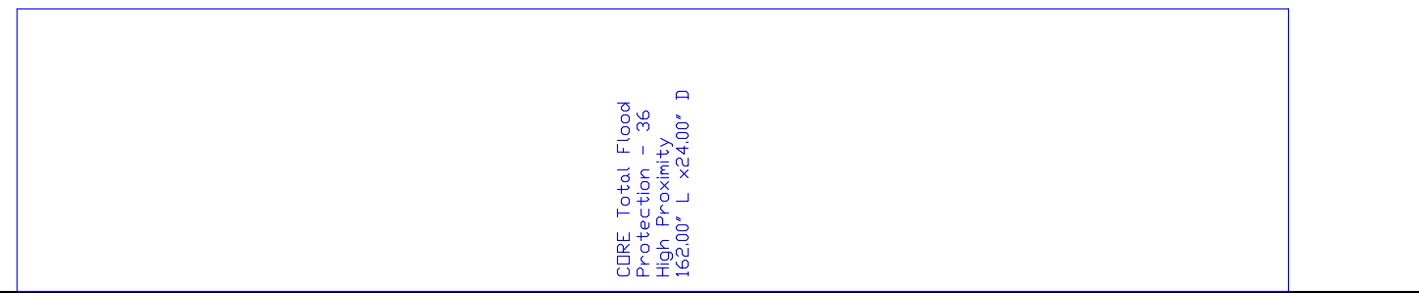 CORE Total Flood
Protection - 36
High Proximity
162.00" L x24.00" D